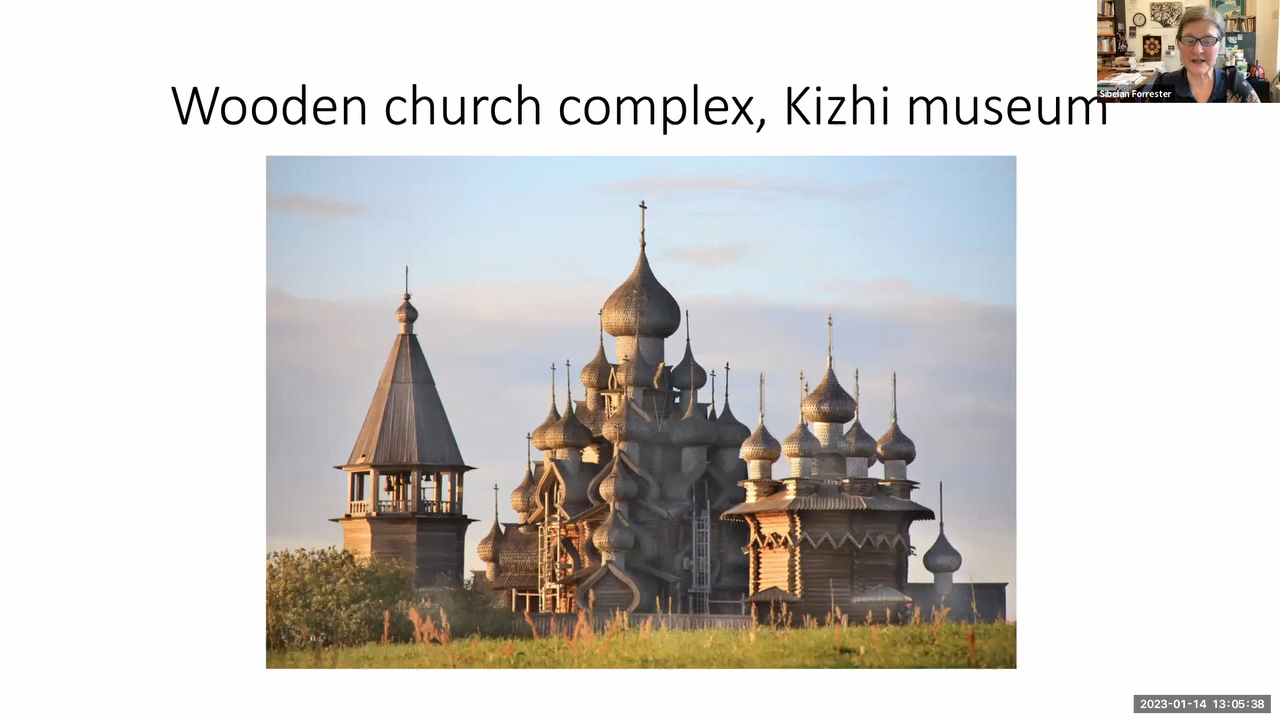 Wooden church complex, Kizhi museum
Sibelan Forrester
2023-01-14 13:05:38